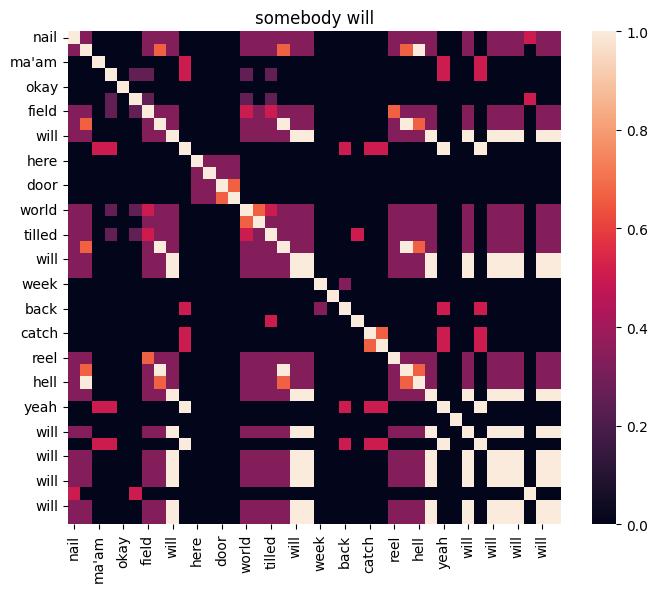 somebody will
nail
ma'am
okay
field
will
here
door
world
tilled
will
week
back
catch
reel
hell
yeah
will
will
will
will
nail
ma'am
okay
field
will
here
door
world
tilled
will
week
back
catch
reel
hell
yeah
will
will
will
will
1.0
0.8
0.6
0.4
0.2
0.0